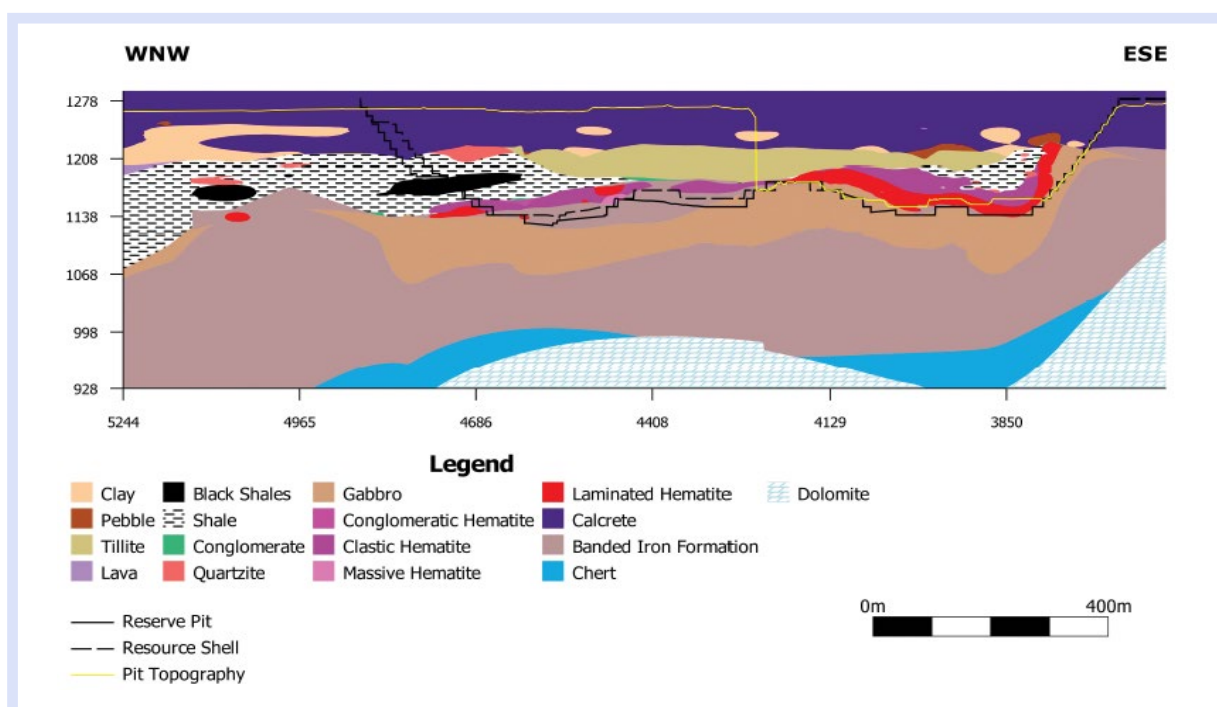 WNW ESE
1278
1208
1138
1068
998
928
5244 4965 4686 4408 4129 3850
Legend
Clay Black Shales Gabbro Laminated Hematite Dolomite
Pebble Shale Conglomeratic Hematite Calcrete
Tillite Conglomerate Clastic Hematite Banded Iron Formation
Lava Quartzite Massive Hematite Chert
0m 400m
Reserve Pit
Resource Shell
Pit Topography